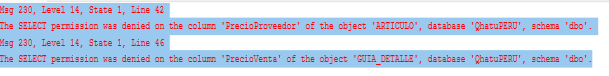 Msg 230, Level 14, State 1, Line 42
The SELECT permission was denied on the column 'PrecioProveedor' of the object 'ARTICULO', database 'QhatuPERU', schema 'dbo'.
Msg 230, Level 14, State 1, Line 46
The SELECT permission was denied on the column 'PrecioVenta' of the object 'GUIA_DETALLE', database 'QhatuPERU', schema 'dbo'.